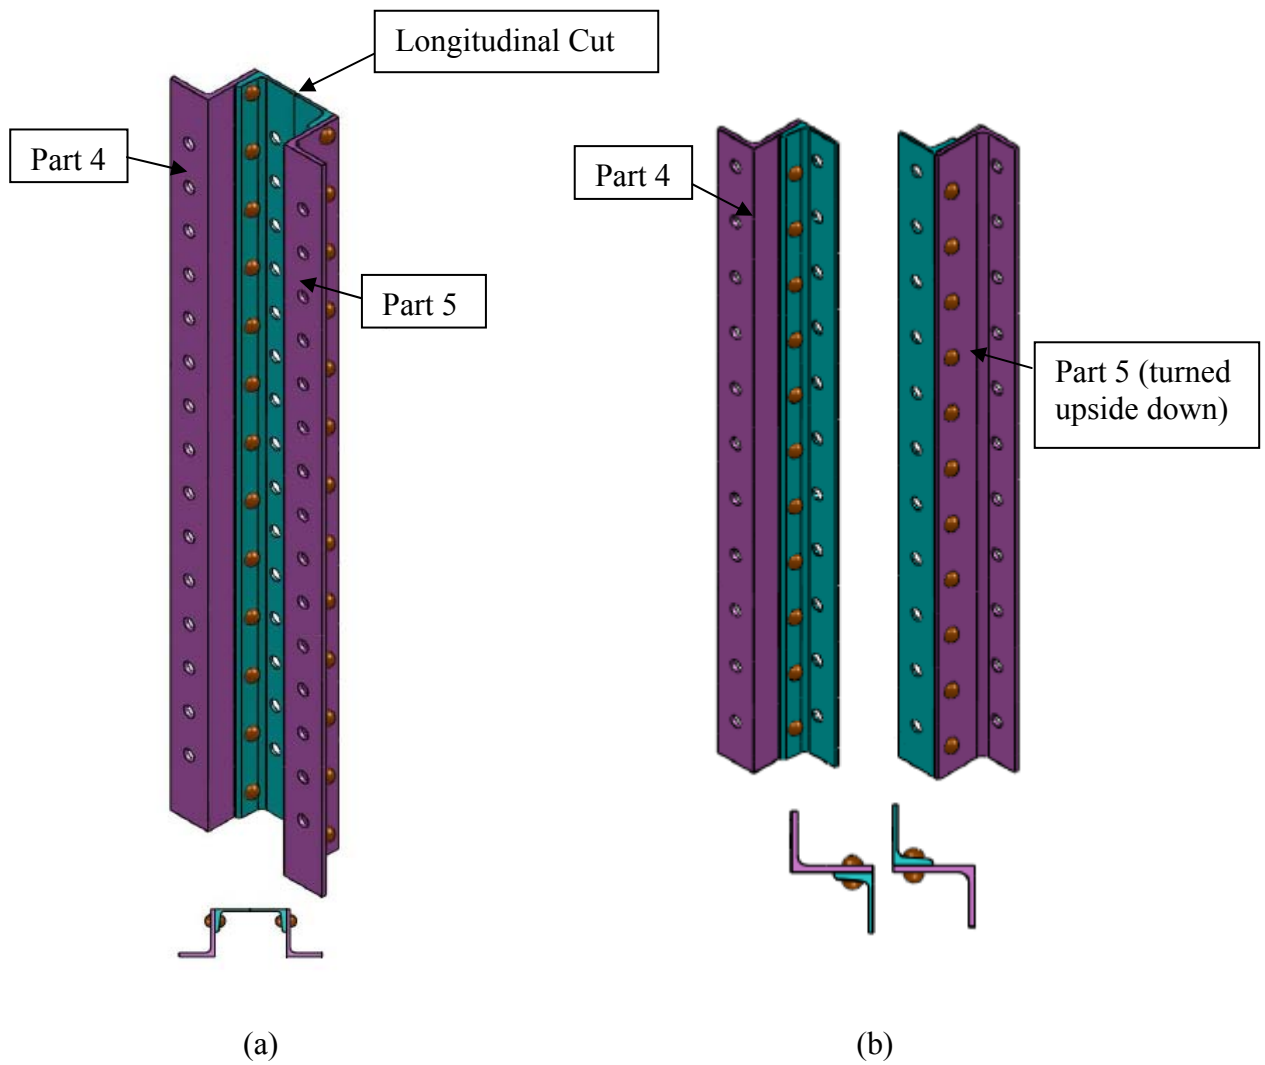 Longitudinal Cut
Part 4
Part 5
Part 4
Part 5 (turned
upside down)
(a)
(b)